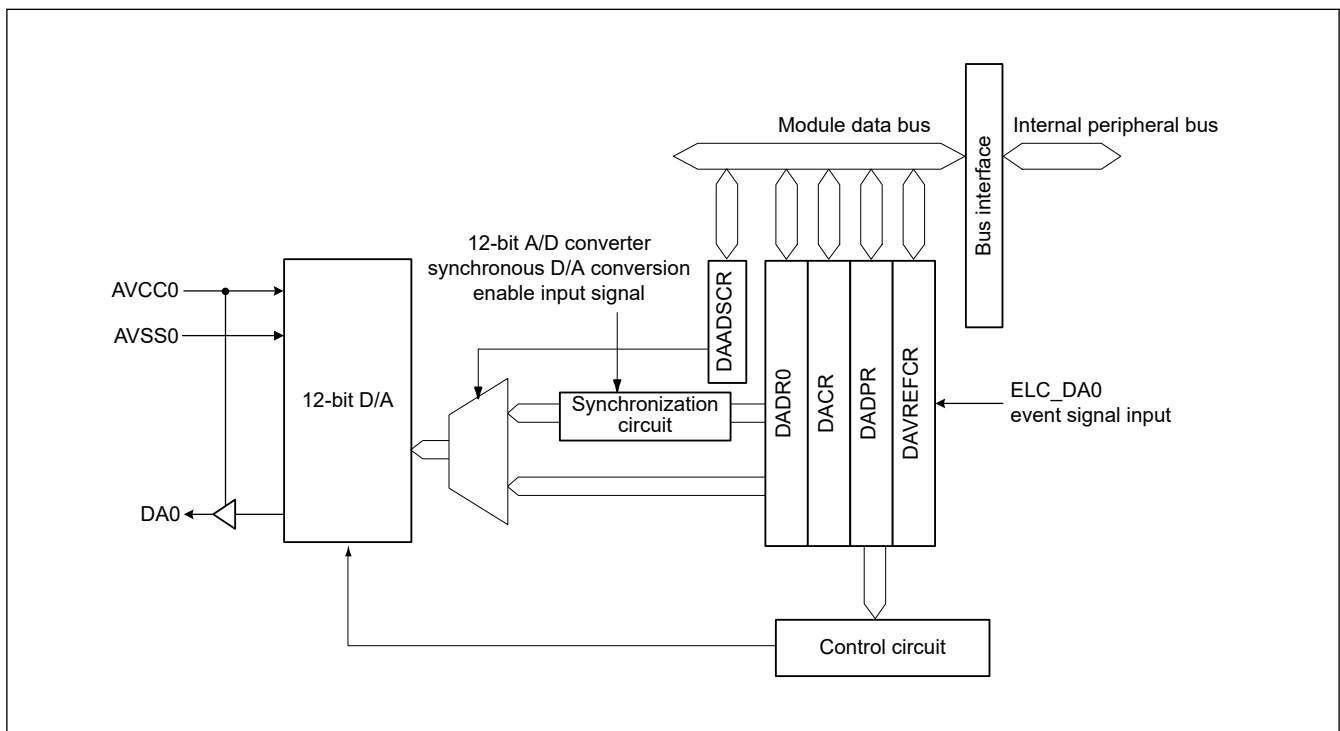 Module data bus
Internal peripheral bus
Bus interface
12-bit A/D converter
synchronous D/A conversion
enable input signal
AVCC0
AVSS0
12-bit D/A
DA0
DAADSCR
Synchronization
circuit
DADR0
DACR
DADPR
DAVREFCR
ELC_DA0
event signal input
Control circuit